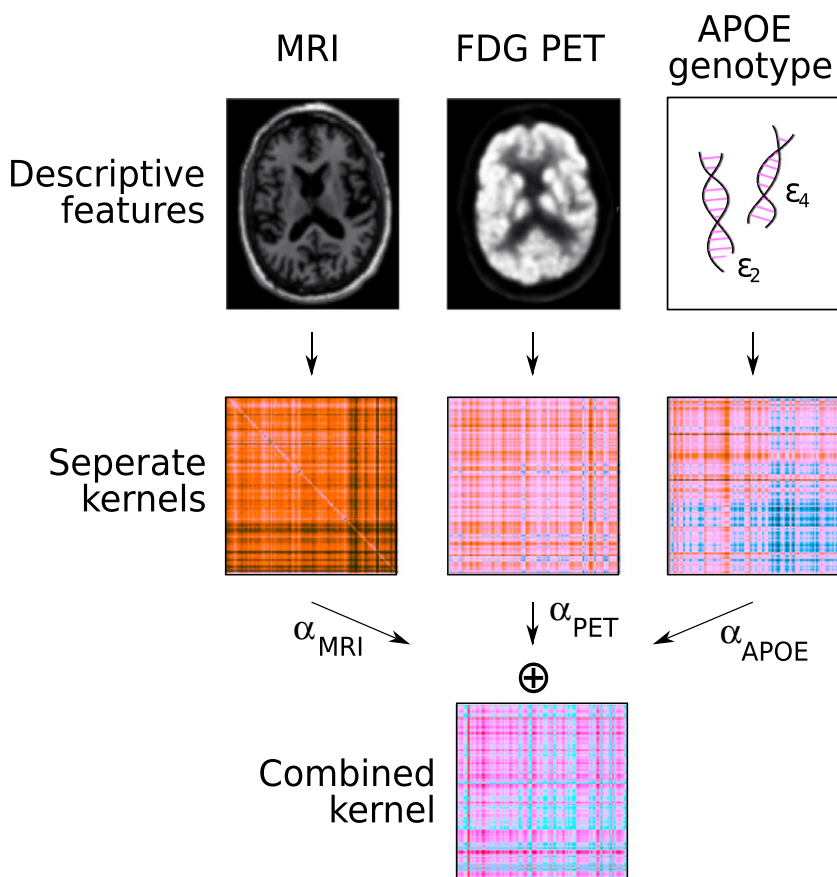 MRI
FDG PET
APOE
genotype
Descriptive
features
ε4
ε2
Seperate
kernels
αMRI
αPET
αAPOE
⊕
Combined
kernel